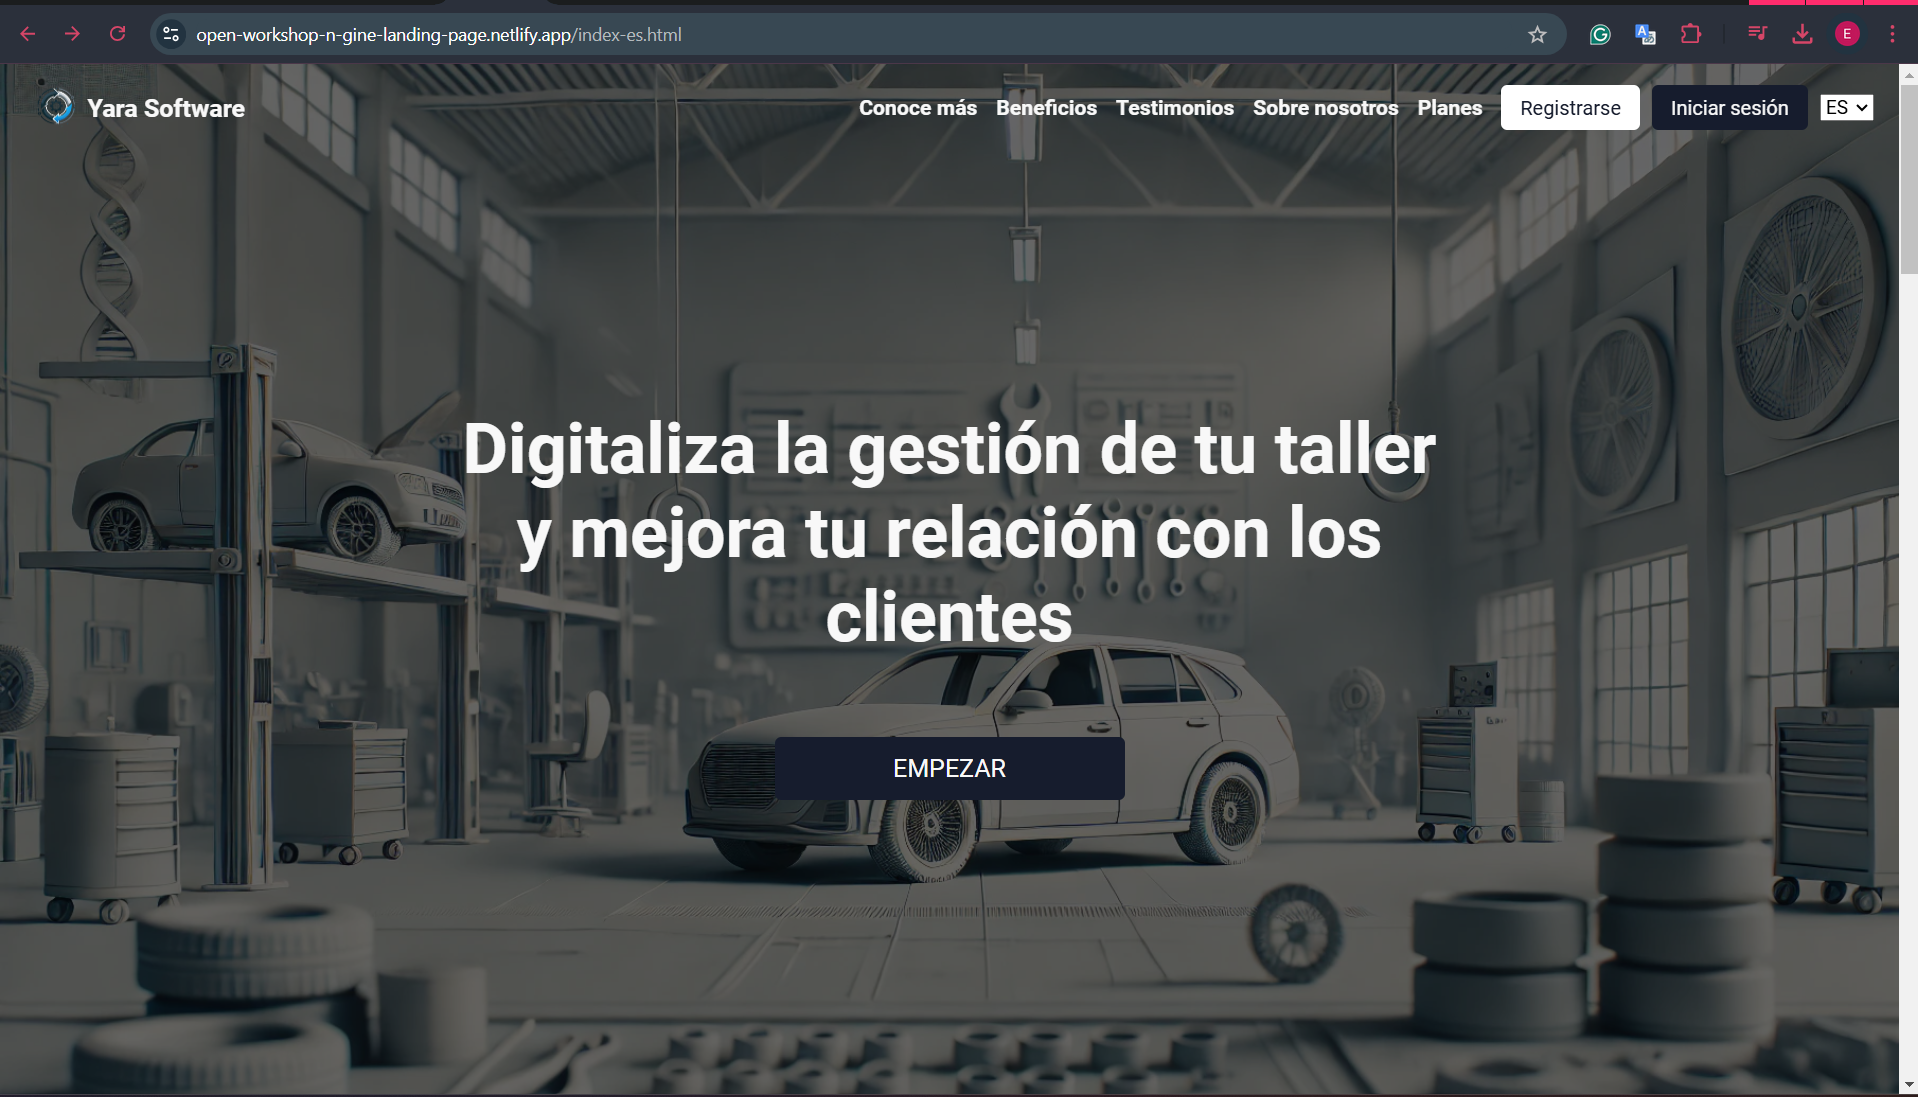 open-workshop-n-gine-landing-page.netlify.app/index-es.html
E
Yara Software
Conoce más Beneficios Testimonios Sobre nosotros Planes Registrarse Iniciar sesión ES
Digitaliza la gestión de tu taller
y mejora tu relación con los
clientes
EMPEZAR